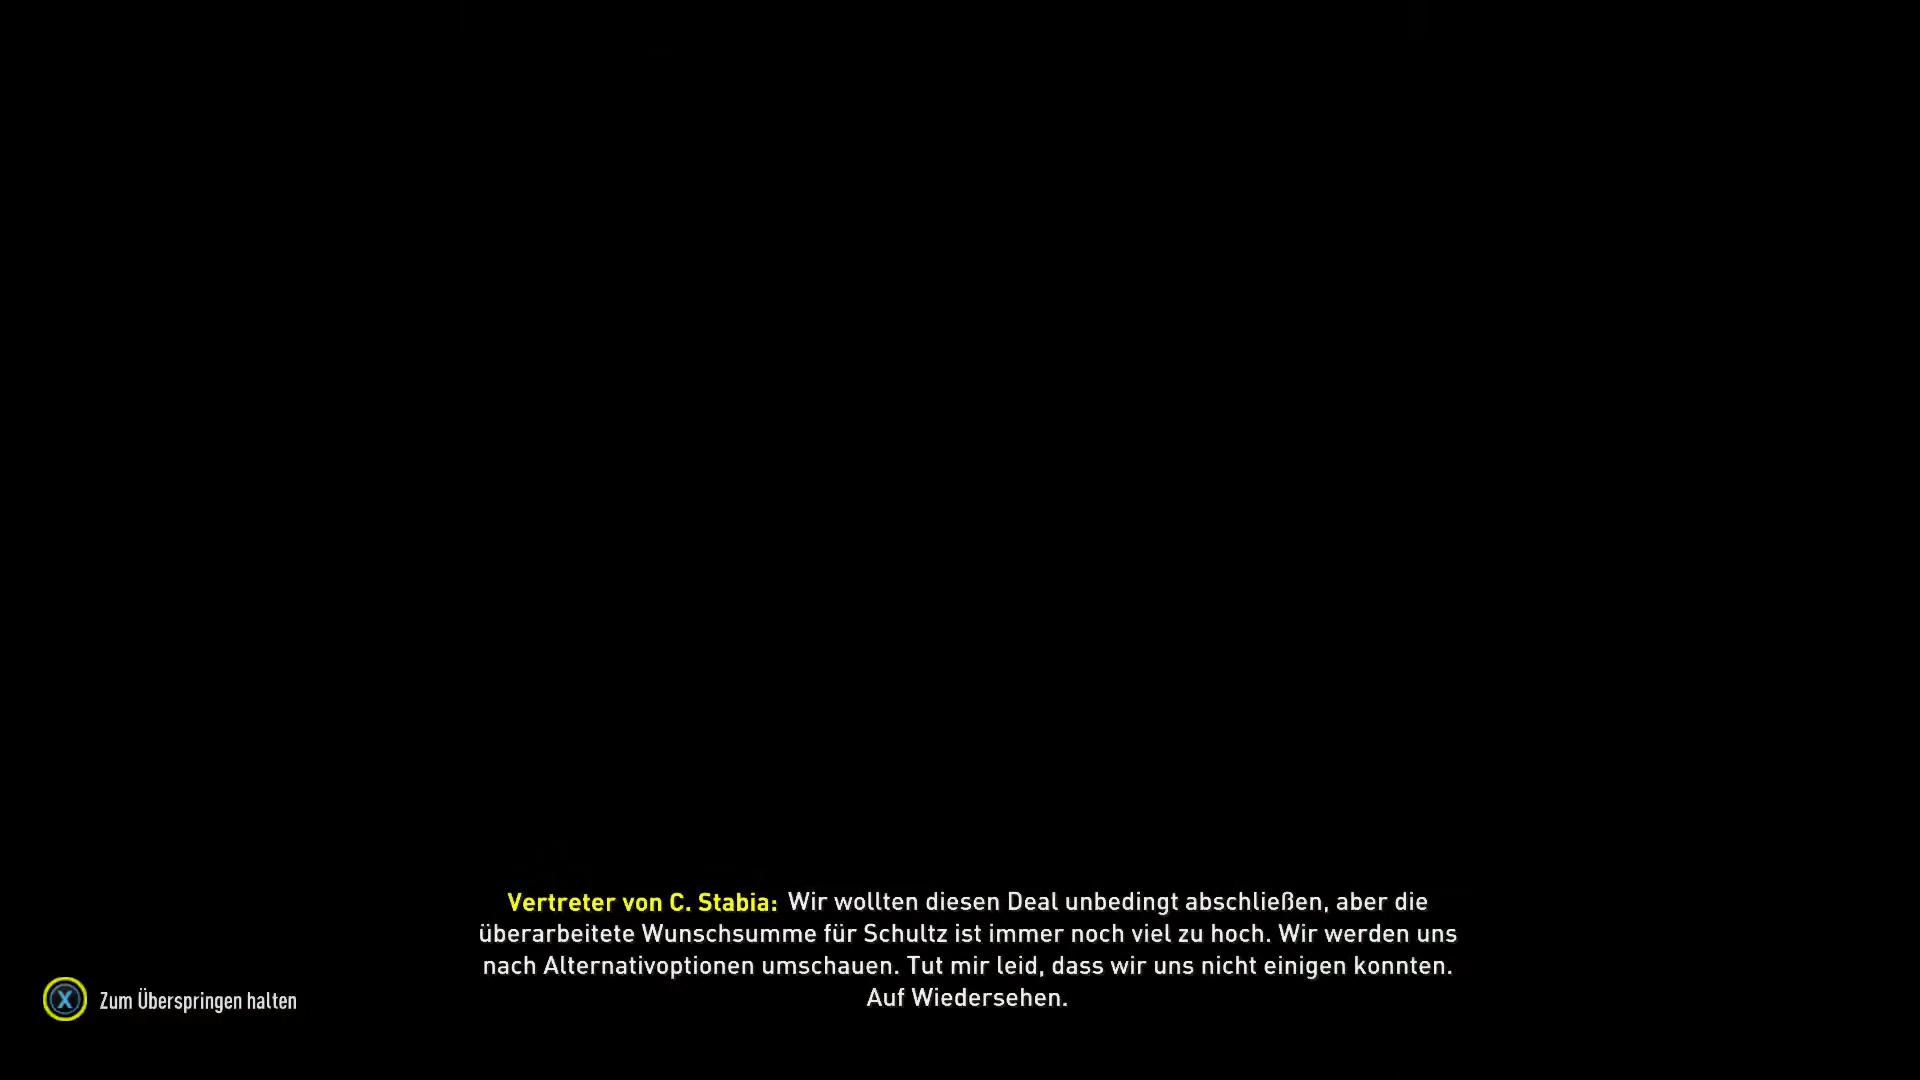 Vertreter von C. Stabia: Wir wollten diesen Deal unbedingt abschließen, aber die
überarbeitete Wunschsumme für Schultz ist immer noch viel zu hoch. Wir werden uns
nach Alternativoptionen umschauen. Tut mir leid, dass wir uns nicht einigen konnten.
Auf Wiedersehen.
X Zum Überspringen halten